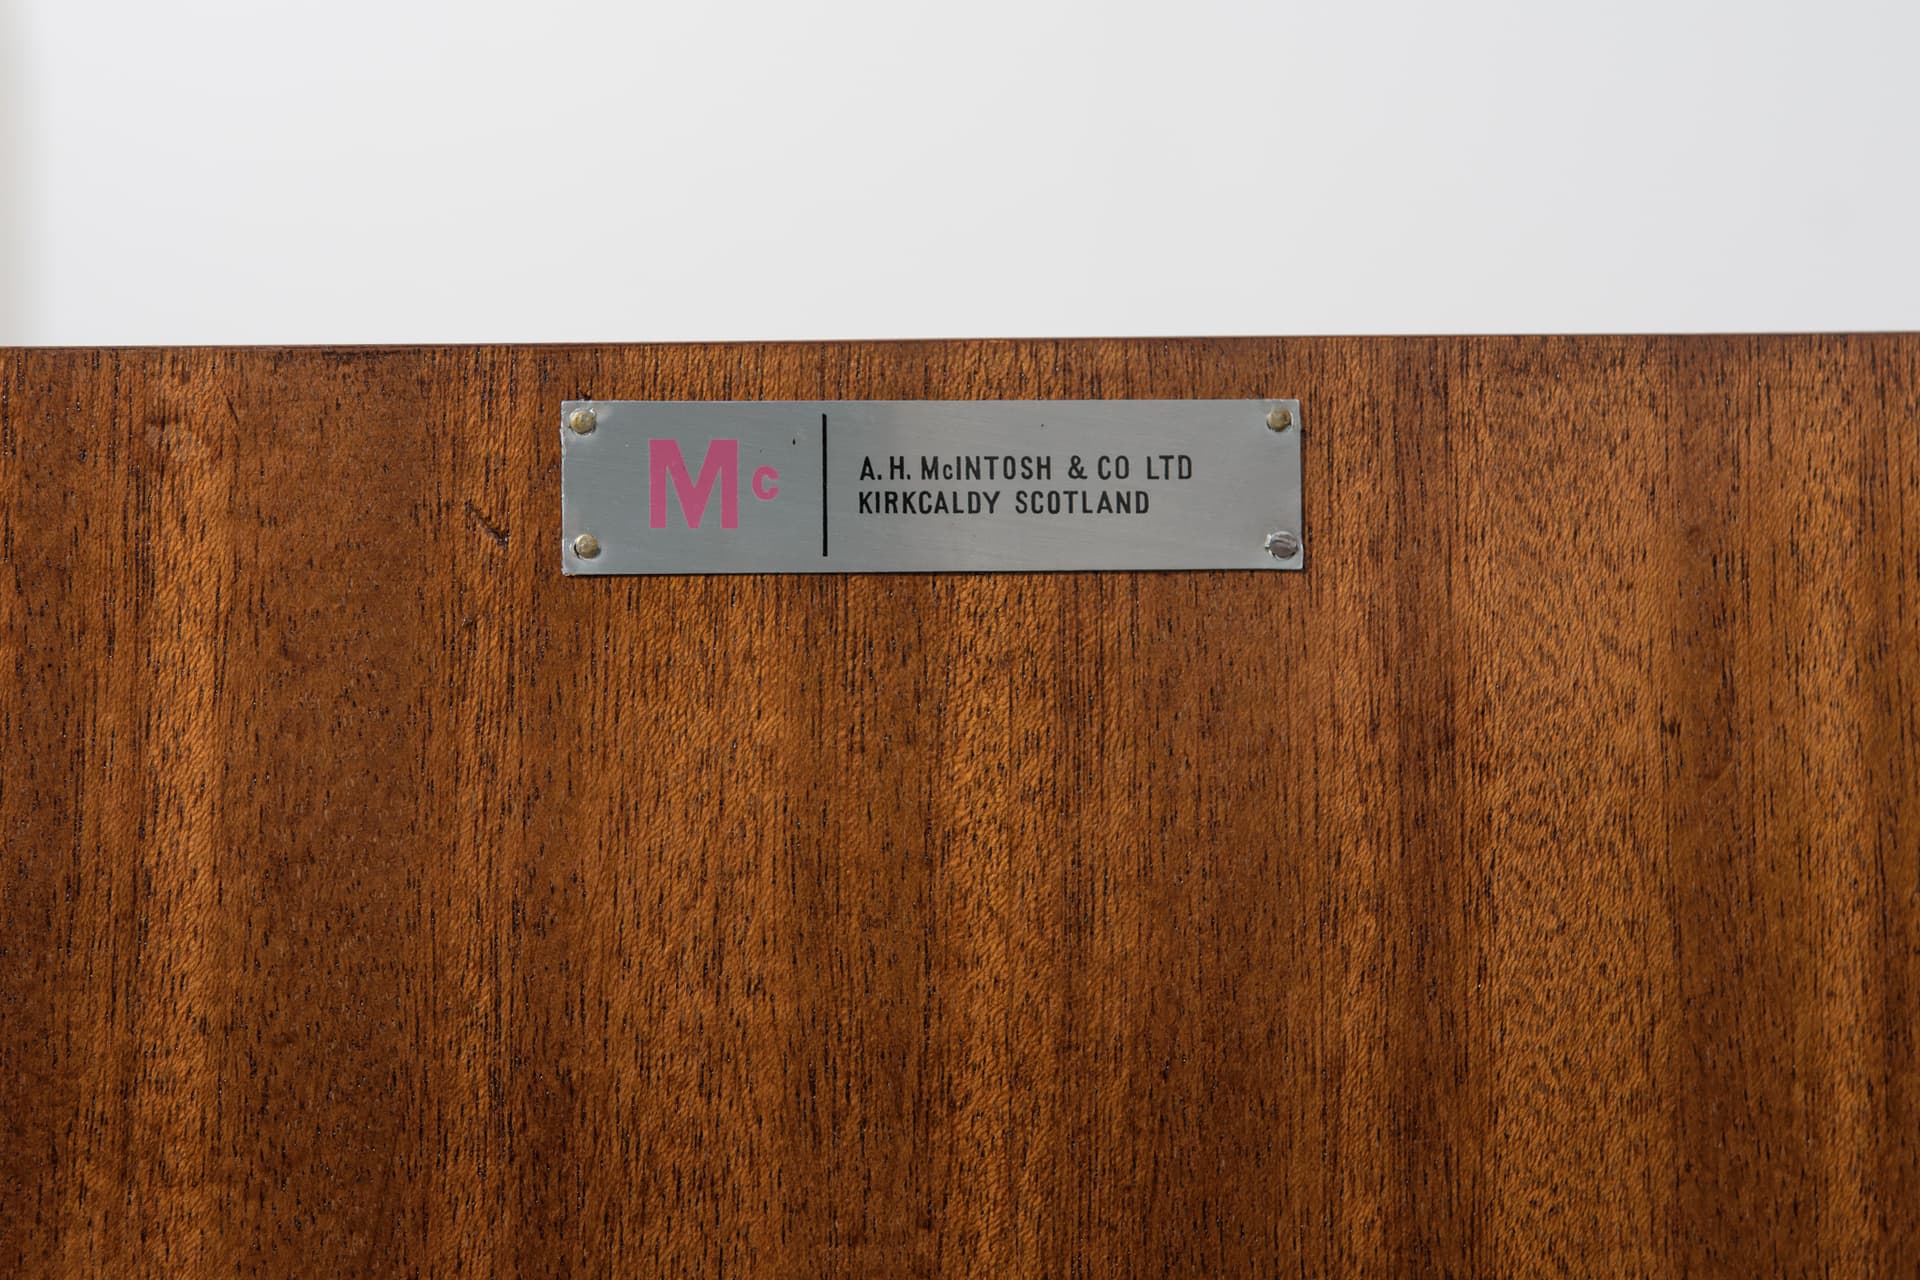 Mc
A. H. McINTOSH & CO LTD
KIRKCALDY SCOTLAND